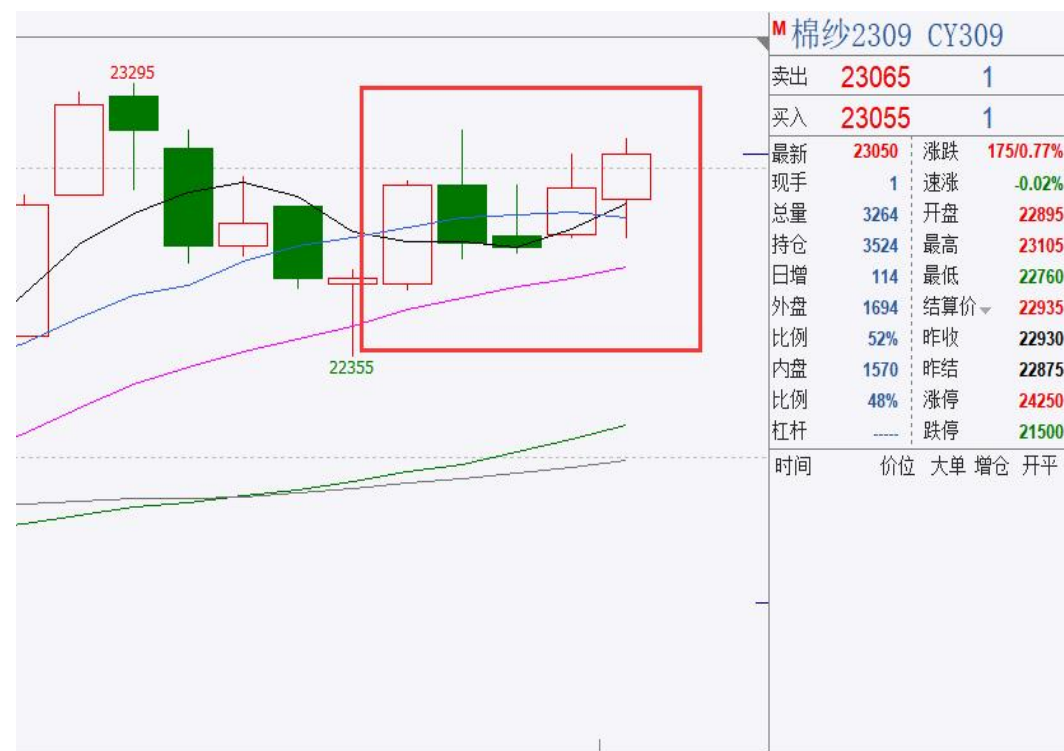 23295
22355
M 棉纱2309 CY309
卖出 23065 1
买入 23055 1
最新 23050 涨跌 175/0.77%
现手 1 速涨 -0.02%
总量 3264 开盘 22895
持仓 3524 最高 23105
日增 114 最低 22760
外盘 1694 结算价 22935
比例 52% 昨收 22930
内盘 1570 昨结 22875
比例 48% 涨停 24250
杠杆 ----- 跌停 21500
时间 价位 大单 增仓 开平